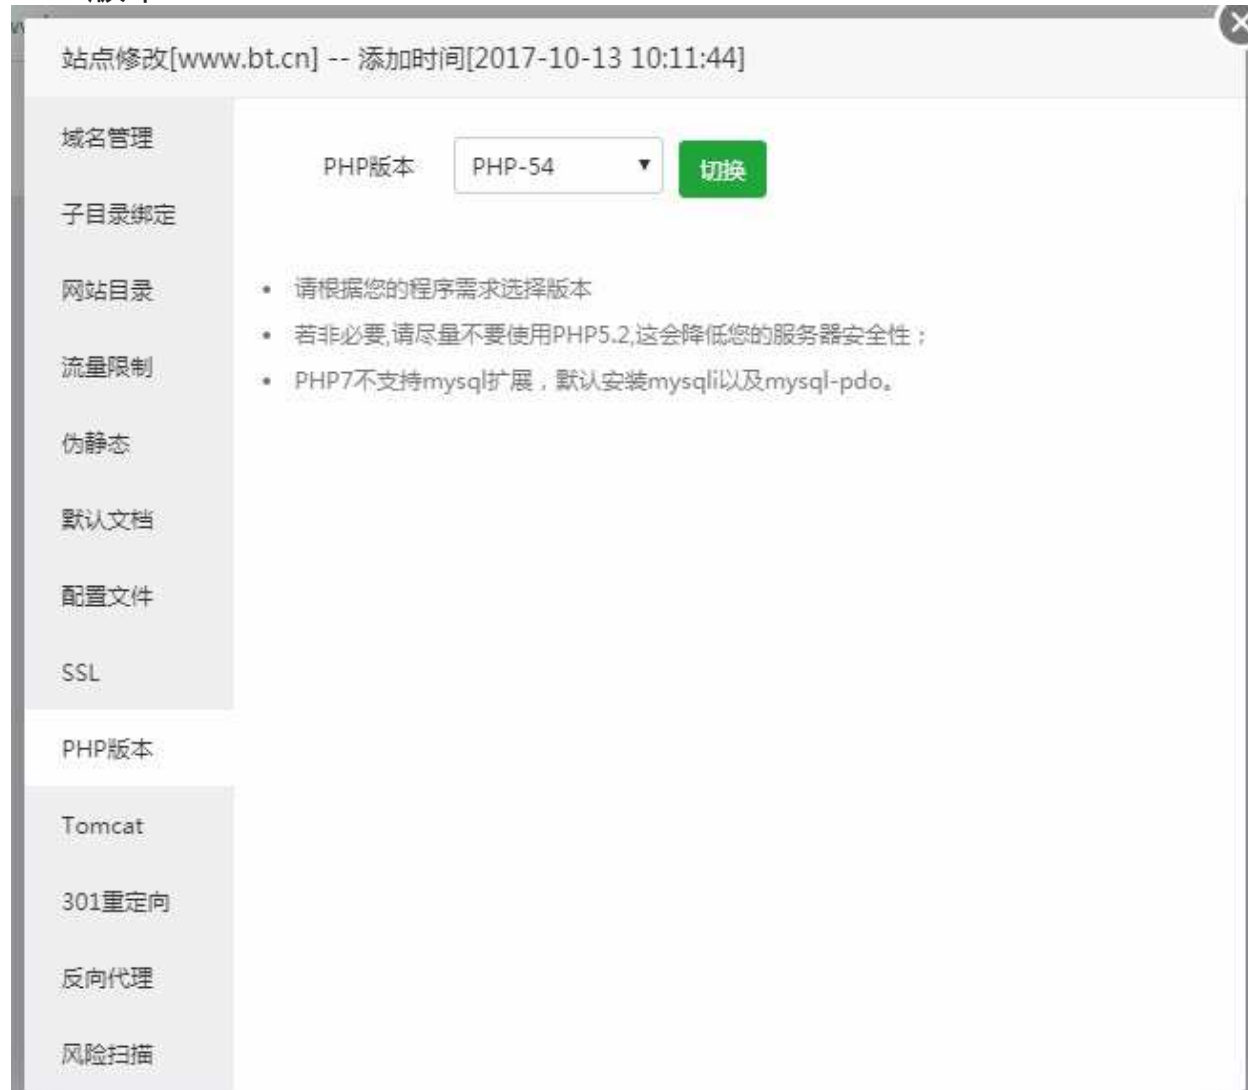 站点修改[www.bt.cn] -- 添加时间[2017-10-13 10:11:44]
域名管理
子目录绑定
网站目录
流量限制
伪静态
默认文档
配置文件
SSL
PHP版本
Tomcat
301重定向
反向代理
风险扫描
PHP版本 PHP-54 切换
请根据您的程序需求选择版本
若非必要,请尽量不要使用PHP5.2,这会降低您的服务器安全性；
PHP7不支持mysql扩展，默认安装mysqli以及mysql-pdo。